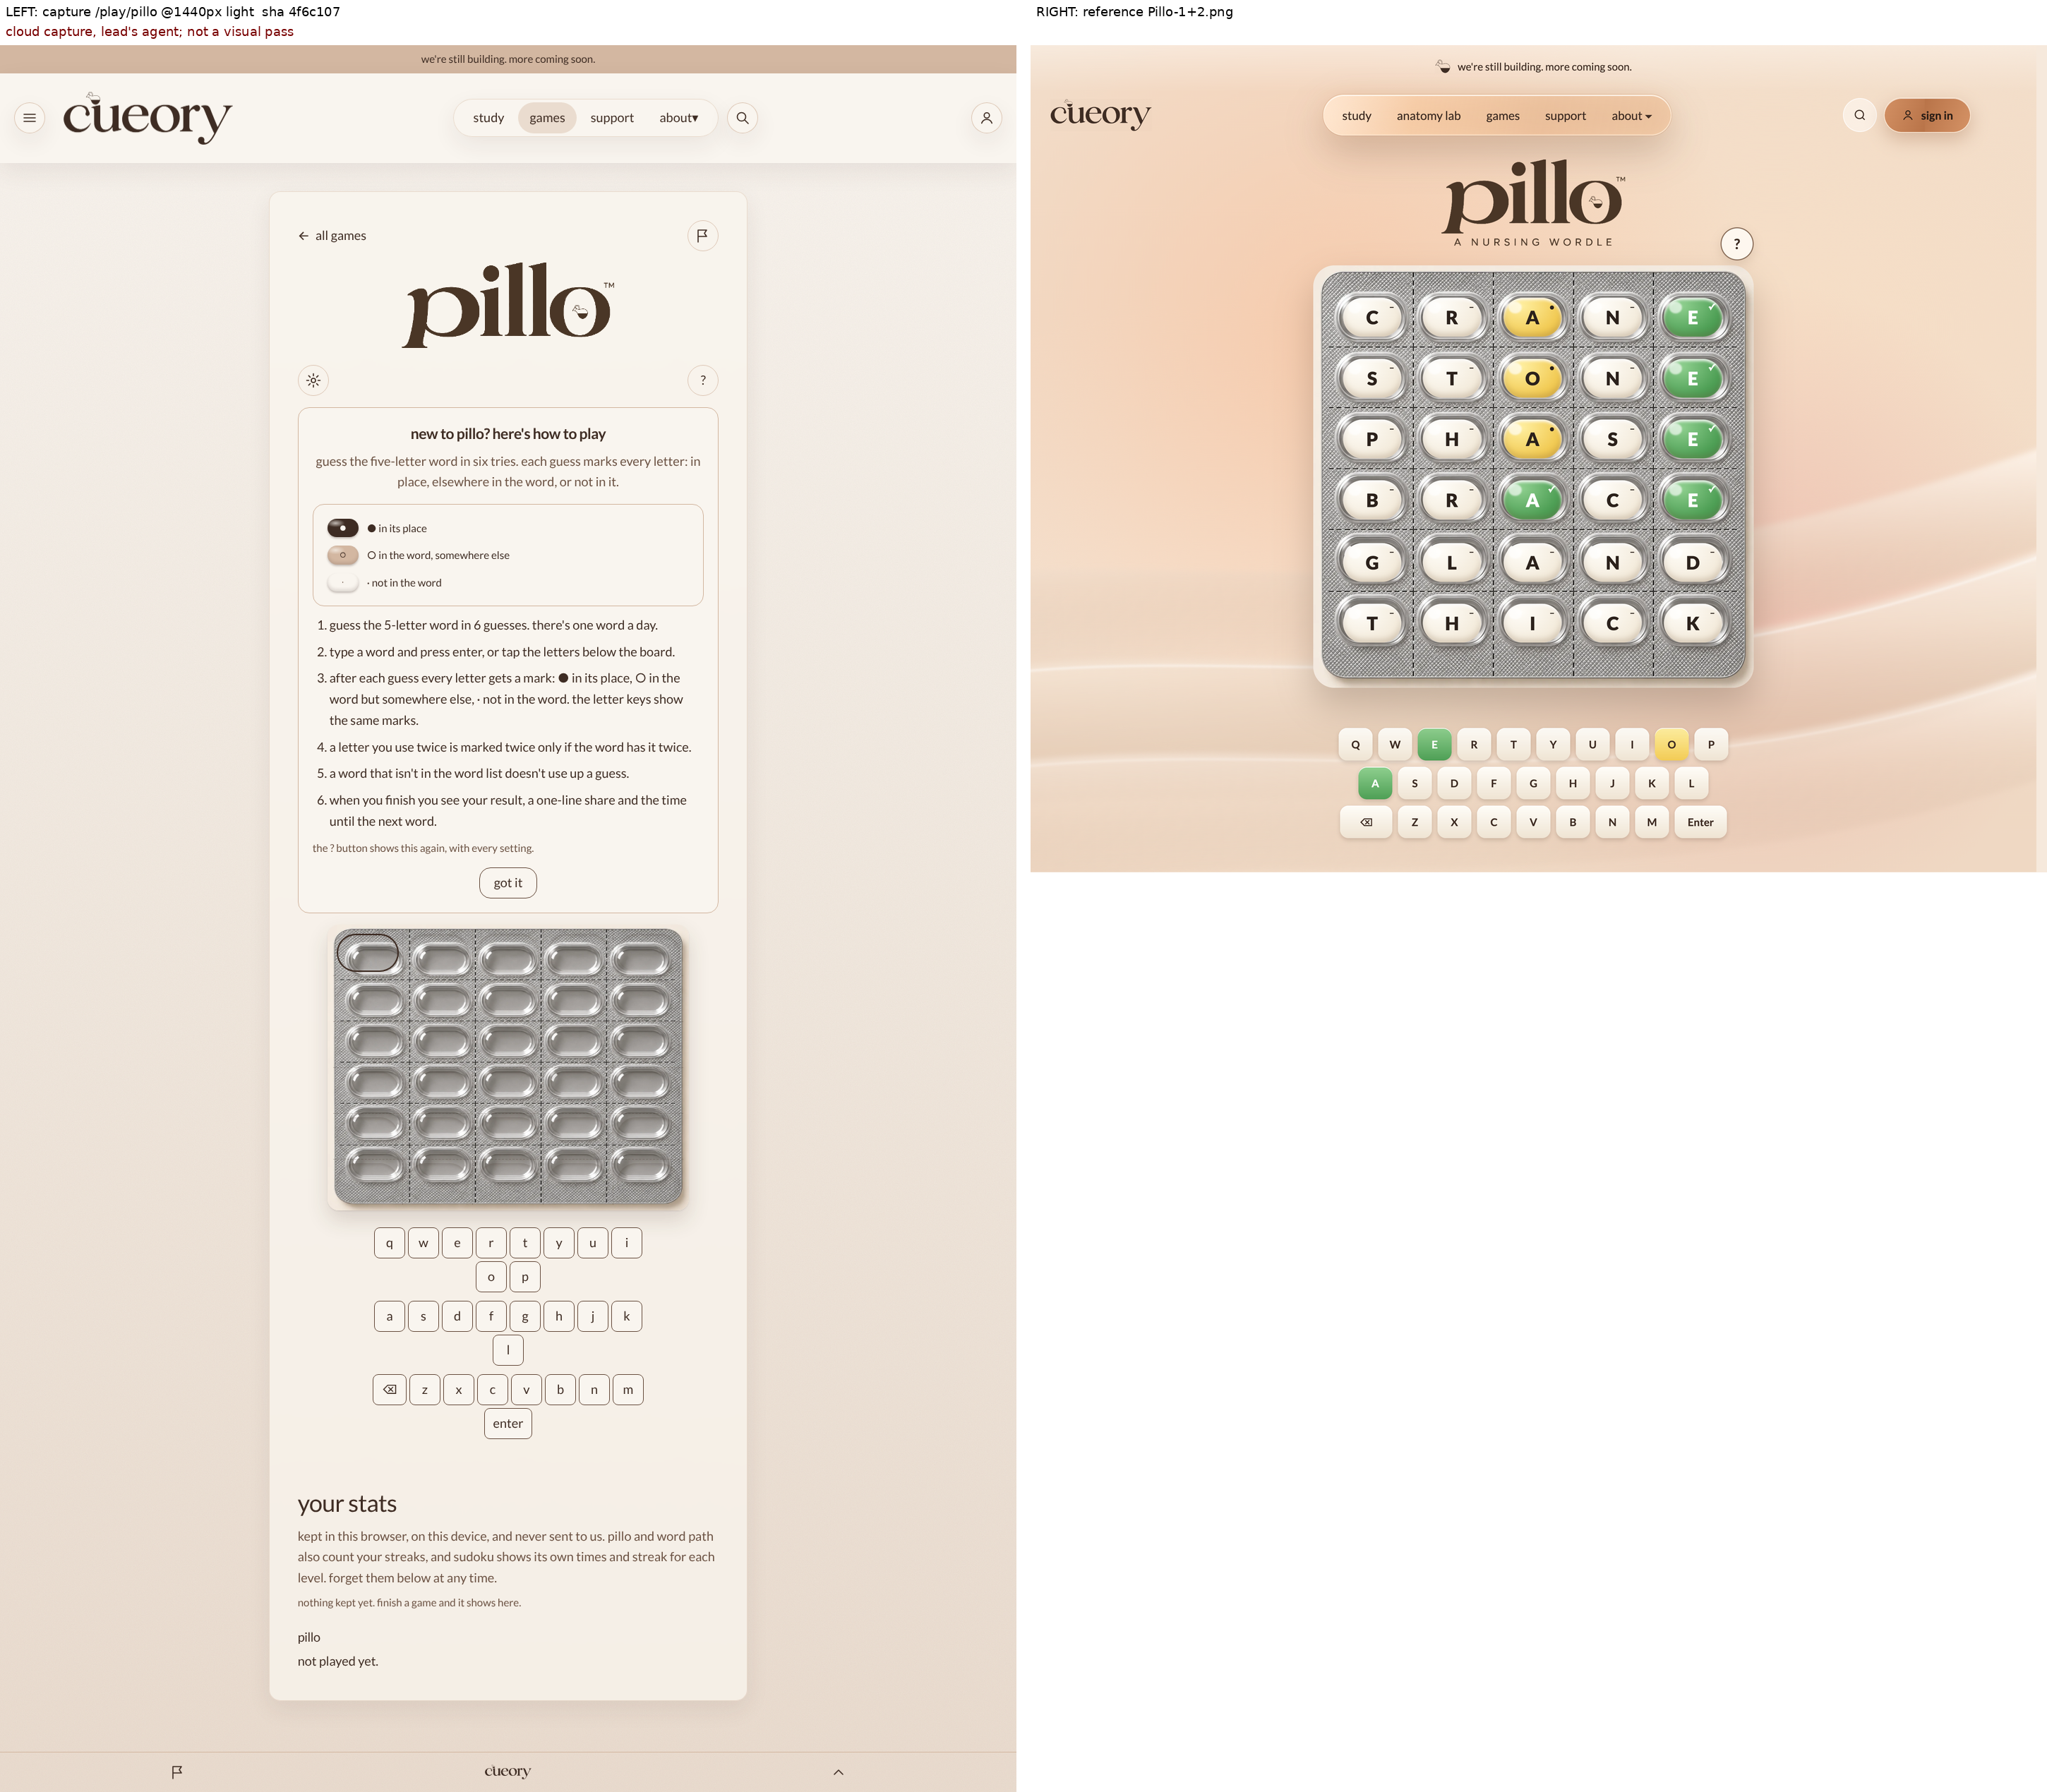 LEFT: capture /play/pillo @1440px light  sha 4f6c107
cloud capture, lead's agent; not a visual pass
we're still building. more coming soon.
cueory
study games support about▾
← all games
pillo™
?
new to pillo? here's how to play
guess the five-letter word in six tries. each guess marks every letter: in
place, elsewhere in the word, or not in it.
● in its place
○ in the word, somewhere else
· not in the word
1. guess the 5-letter word in 6 guesses. there's one word a day.
2. type a word and press enter, or tap the letters below the board.
3. after each guess every letter gets a mark: ● in its place, ○ in the
word but somewhere else, · not in the word. the letter keys show
the same marks.
4. a letter you use twice is marked twice only if the word has it twice.
5. a word that isn't in the word list doesn't use up a guess.
6. when you finish you see your result, a one-line share and the time
until the next word.
the ? button shows this again, with every setting.
got it
q w e r t y u i
o p
a s d f g h j k
l
⌫ z x c v b n m
enter
your stats
kept in this browser, on this device, and never sent to us. pillo and word path
also count your streaks, and sudoku shows its own times and streak for each
level. forget them below at any time.
nothing kept yet. finish a game and it shows here.
pillo
not played yet.
cueory
RIGHT: reference Pillo-1+2.png
we're still building. more coming soon.
cueory
study anatomy lab games support about ▾
sign in
pillo™
A NURSING WORDLE
?
C R A N E
S T O N E
P H A S E
B R A C E
G L A N D
T H I C K
Q W E R T Y U I O P
A S D F G H J K L
⌫ Z X C V B N M Enter